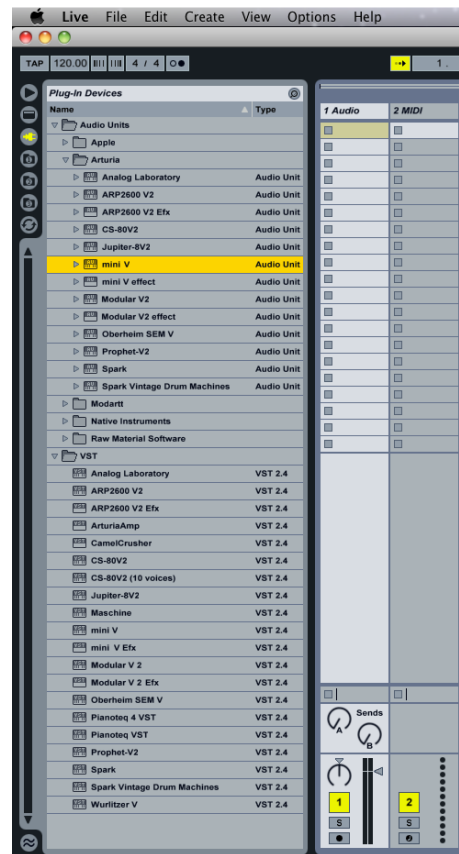 Live File Edit Create View Options Help
TAP 120.00 4 / 4 1 .
Plug-in Devices
Name Type
Audio Units
Apple
Arturia
Analog Laboratory Audio Unit
ARP2600 V2 Audio Unit
ARP2600 V2 Efx Audio Unit
CS-80V2 Audio Unit
Jupiter-8V2 Audio Unit
mini V Audio Unit
mini V effect Audio Unit
Modular V2 Audio Unit
Modular V2 effect Audio Unit
Oberheim SEM V Audio Unit
Prophet-V2 Audio Unit
Spark Audio Unit
Spark Vintage Drum Machines Audio Unit
Modartt
Native Instruments
Raw Material Software
VST
Analog Laboratory VST 2.4
ARP2600 V2 VST 2.4
ARP2600 V2 Efx VST 2.4
ArturiaAmp VST 2.4
CamelCrusher VST 2.4
CS-80V2 VST 2.4
CS-80V2 (10 voices) VST 2.4
Jupiter-8V2 VST 2.4
Maschine VST 2.4
mini V VST 2.4
mini V Efx VST 2.4
Modular V 2 VST 2.4
Modular V 2 Efx VST 2.4
Oberheim SEM V VST 2.4
Pianoteq 4 VST VST 2.4
Pianoteq VST VST 2.4
Prophet-V2 VST 2.4
Spark VST 2.4
Spark Vintage Drum Machines VST 2.4
Wurlitzer V VST 2.4
1 Audio 2 MIDI
Sends
A B
1 2
S S